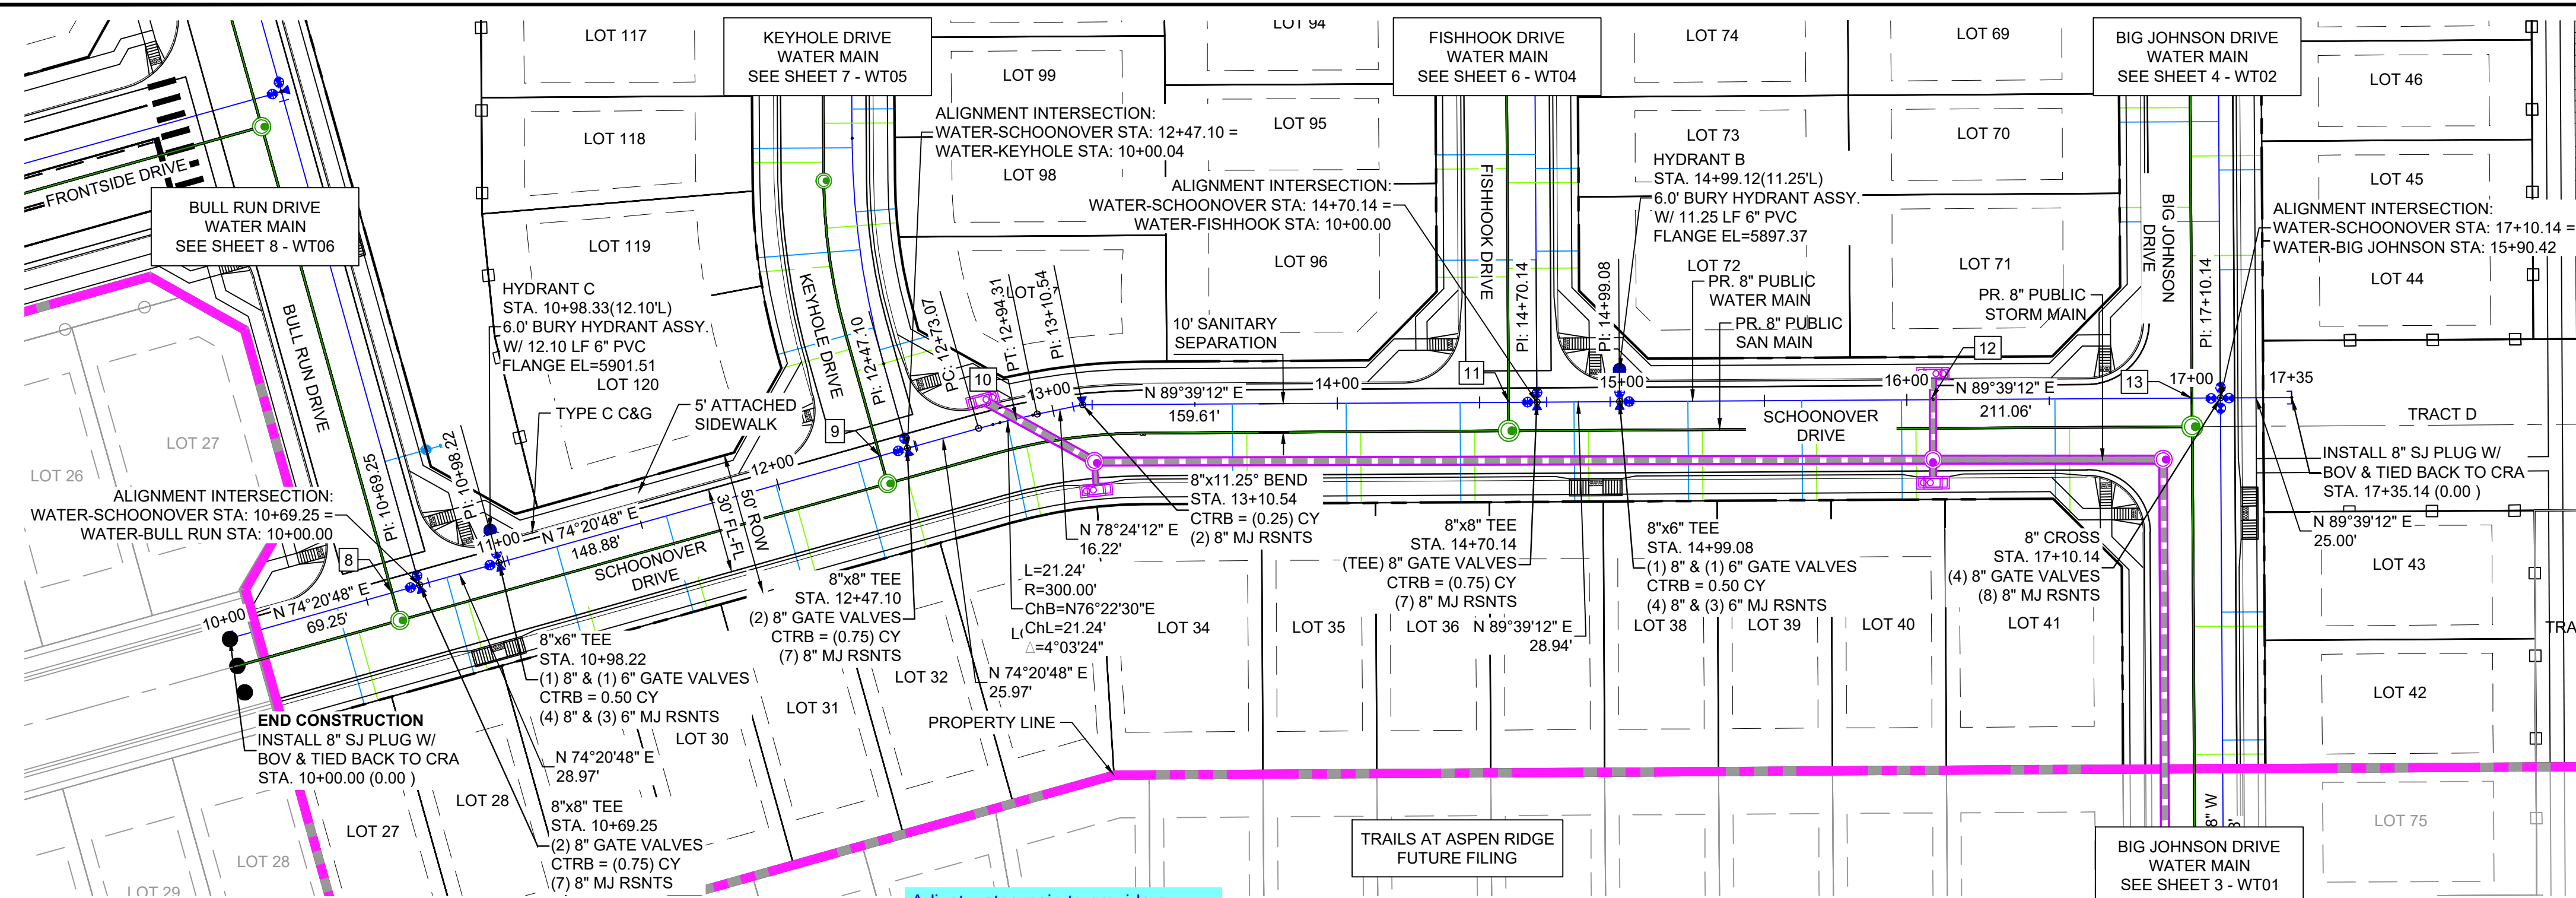 LOT 117
KEYHOLE DRIVE
WATER MAIN
SEE SHEET 7 - WT05
LOT 99
LOT 94
FISHHOOK DRIVE
WATER MAIN
SEE SHEET 6 - WT04
LOT 74
LOT 69
BIG JOHNSON DRIVE
WATER MAIN
SEE SHEET 4 - WT02
LOT 46
LOT 118
ALIGNMENT INTERSECTION:
WATER-SCHOONOVER STA: 12+47.10 =
WATER-KEYHOLE STA: 10+00.04
LOT 98
LOT 95
LOT 73
LOT 70
LOT 45
FRONTSIDE DRIVE
BULL RUN DRIVE
WATER MAIN
SEE SHEET 8 - WT06
LOT 119
ALIGNMENT INTERSECTION:
WATER-SCHOONOVER STA: 14+70.14 =
WATER-FISHHOOK STA: 10+00.00
HYDRANT B
STA. 14+99.12(11.25'L)
6.0' BURY HYDRANT ASSY.
W/ 11.25 LF 6" PVC
FLANGE EL=5897.37
ALIGNMENT INTERSECTION:
WATER-SCHOONOVER STA: 17+10.14 =
WATER-BIG JOHNSON STA: 15+90.42
LOT 44
LOT 96
LOT 72
LOT 71
FISHHOOK DRIVE
BIG JOHNSON
DRIVE
KEYHOLE DRIVE
BULL RUN DRIVE
HYDRANT C
STA. 10+98.33(12.10'L)
6.0' BURY HYDRANT ASSY.
W/ 12.10 LF 6" PVC
FLANGE EL=5901.51
LOT 120
PI: 12+47.10
PC: 12+73.07
PT: 12+94.31
PI: 13+10.54
PI: 14+70.14
PI: 14+99.08
PI: 17+10.14
10' SANITARY
SEPARATION
PR. 8" PUBLIC
WATER MAIN
PR. 8" PUBLIC
SAN MAIN
PR. 8" PUBLIC
STORM MAIN
TYPE C C&G
5' ATTACHED
SIDEWALK
9
10
11
12
13
13+00
N 89°39'12" E
159.61'
14+00
15+00
16+00
N 89°39'12" E
211.06'
17+00
17+35
SCHOONOVER
DRIVE
TRACT D
LOT 27
LOT 26
ALIGNMENT INTERSECTION:
WATER-SCHOONOVER STA: 10+69.25 =
WATER-BULL RUN STA: 10+00.00
PI: 10+69.25
PI: 10+98.22
8
11+00
N 74°20'48" E
148.88'
12+00
30' FL-FL
50' ROW
SCHOONOVER
DRIVE
10+00
N 74°20'48" E
69.25'
8"x11.25° BEND
STA. 13+10.54
CTRB = (0.25) CY
(2) 8" MJ RSNTS
N 78°24'12" E
16.22'
L=21.24'
R=300.00'
ChB=N76°22'30"E
ChL=21.24'
△=4°03'24"
8"x8" TEE
STA. 12+47.10
(2) 8" GATE VALVES
CTRB = (0.75) CY
(7) 8" MJ RSNTS
N 74°20'48" E
25.97'
8"x8" TEE
STA. 14+70.14
(TEE) 8" GATE VALVES
CTRB = (0.75) CY
(7) 8" MJ RSNTS
N 89°39'12" E
28.94'
8"x6" TEE
STA. 14+99.08
(1) 8" & (1) 6" GATE VALVES
CTRB = 0.50 CY
(4) 8" & (3) 6" MJ RSNTS
8" CROSS
STA. 17+10.14
(4) 8" GATE VALVES
(8) 8" MJ RSNTS
INSTALL 8" SJ PLUG W/
BOV & TIED BACK TO CRA
STA. 17+35.14 (0.00 )
N 89°39'12" E
25.00'
LOT 34
LOT 35
LOT 36
LOT 38
LOT 39
LOT 40
LOT 41
LOT 43
LOT 42
8"x6" TEE
STA. 10+98.22
(1) 8" & (1) 6" GATE VALVES
CTRB = 0.50 CY
(4) 8" & (3) 6" MJ RSNTS
LOT 32
LOT 31
LOT 30
PROPERTY LINE
END CONSTRUCTION
INSTALL 8" SJ PLUG W/
BOV & TIED BACK TO CRA
STA. 10+00.00 (0.00 )
N 74°20'48" E
28.97'
LOT 28
LOT 27
8"x8" TEE
STA. 10+69.25
(2) 8" GATE VALVES
CTRB = (0.75) CY
(7) 8" MJ RSNTS
LOT 28
LOT 29
TRAILS AT ASPEN RIDGE
FUTURE FILING
8" W
BIG JOHNSON DRIVE
WATER MAIN
SEE SHEET 3 - WT01
LOT 75